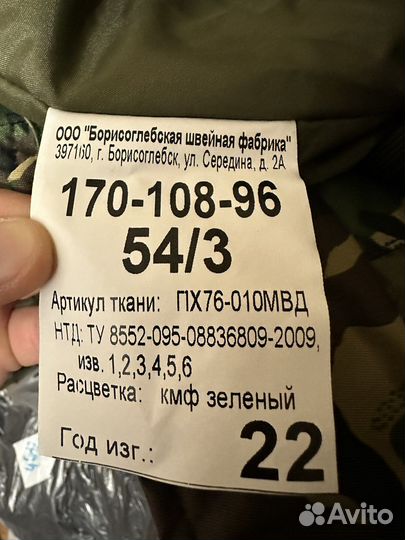 ООО "Борисоглебская швейная фабрика"
397160, г. Борисоглебск, ул. Середина, д. 2А
170-108-96
54/3
Артикул ткани: ПХ76-010МВД
НТД: ТУ 8552-095-08836809-2009,
изв. 1,2,3,4,5,6
Расцветка: кмф зеленый
Год изг.: 22
Avito